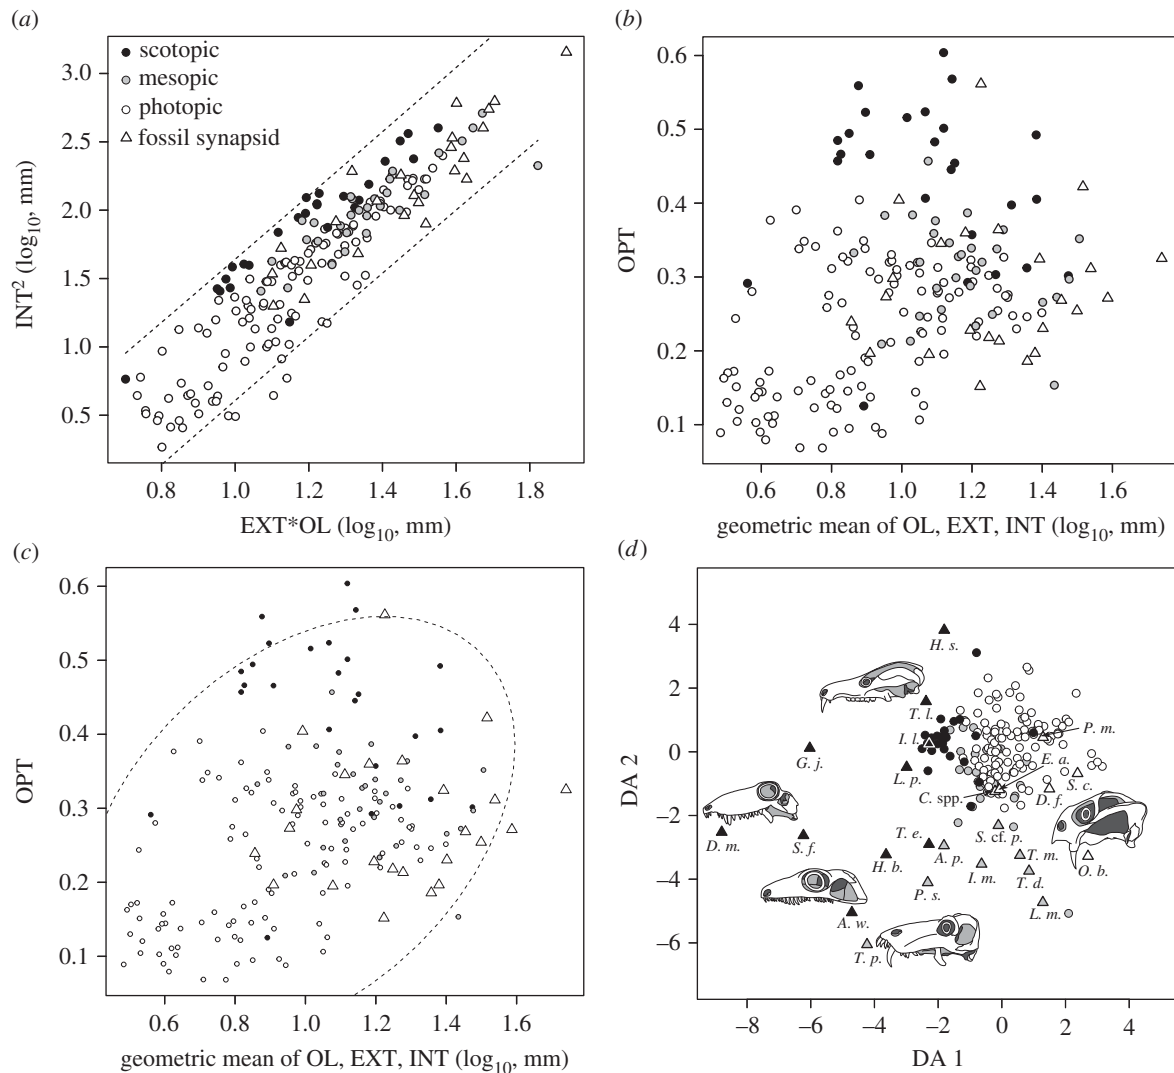 (a)
scotopic
mesopic
photopic
fossil synapsid
3.0
2.5
2.0
1.5
1.0
0.5
INT2 (log10, mm)
0.8 1.0 1.2 1.4 1.6 1.8
EXT*OL (log10, mm)
(b)
0.6
0.5
0.4
0.3
0.2
0.1
OPT
0.6 0.8 1.0 1.2 1.4 1.6
geometric mean of OL, EXT, INT (log10, mm)
(c)
0.6
0.5
0.4
0.3
0.2
0.1
OPT
0.6 0.8 1.0 1.2 1.4 1.6
geometric mean of OL, EXT, INT (log10, mm)
(d)
4
2
0
−2
−4
−6
DA 2
H. s.
T. l.
I. l.
P. m.
G. j.
L. p.
E. a.
S. c.
C. spp.
D. f.
D. m.
S. f.
T. e.
S. cf. p.
H. b.
A. p.
I. m.
T. m.
O. b.
T. d.
P. s.
L. m.
A. w.
T. p.
−8 −6 −4 −2 0 2 4
DA 1